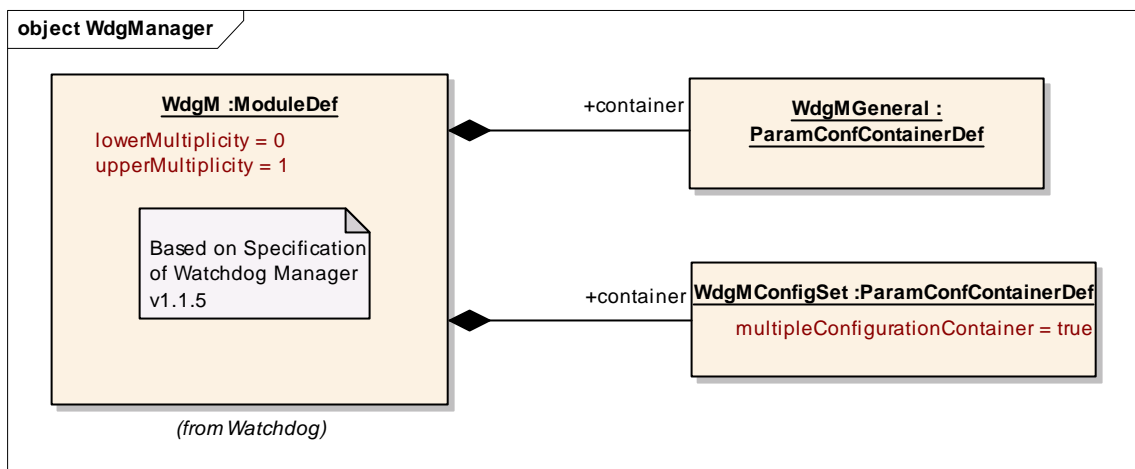 object WdgManager
WdgM :ModuleDef
lowerMultiplicity = 0
upperMultiplicity = 1
Based on Specification
of Watchdog Manager
v1.1.5
(from Watchdog)
+container
WdgMGeneral :
ParamConfContainerDef
+container
WdgMConfigSet :ParamConfContainerDef
multipleConfigurationContainer = true